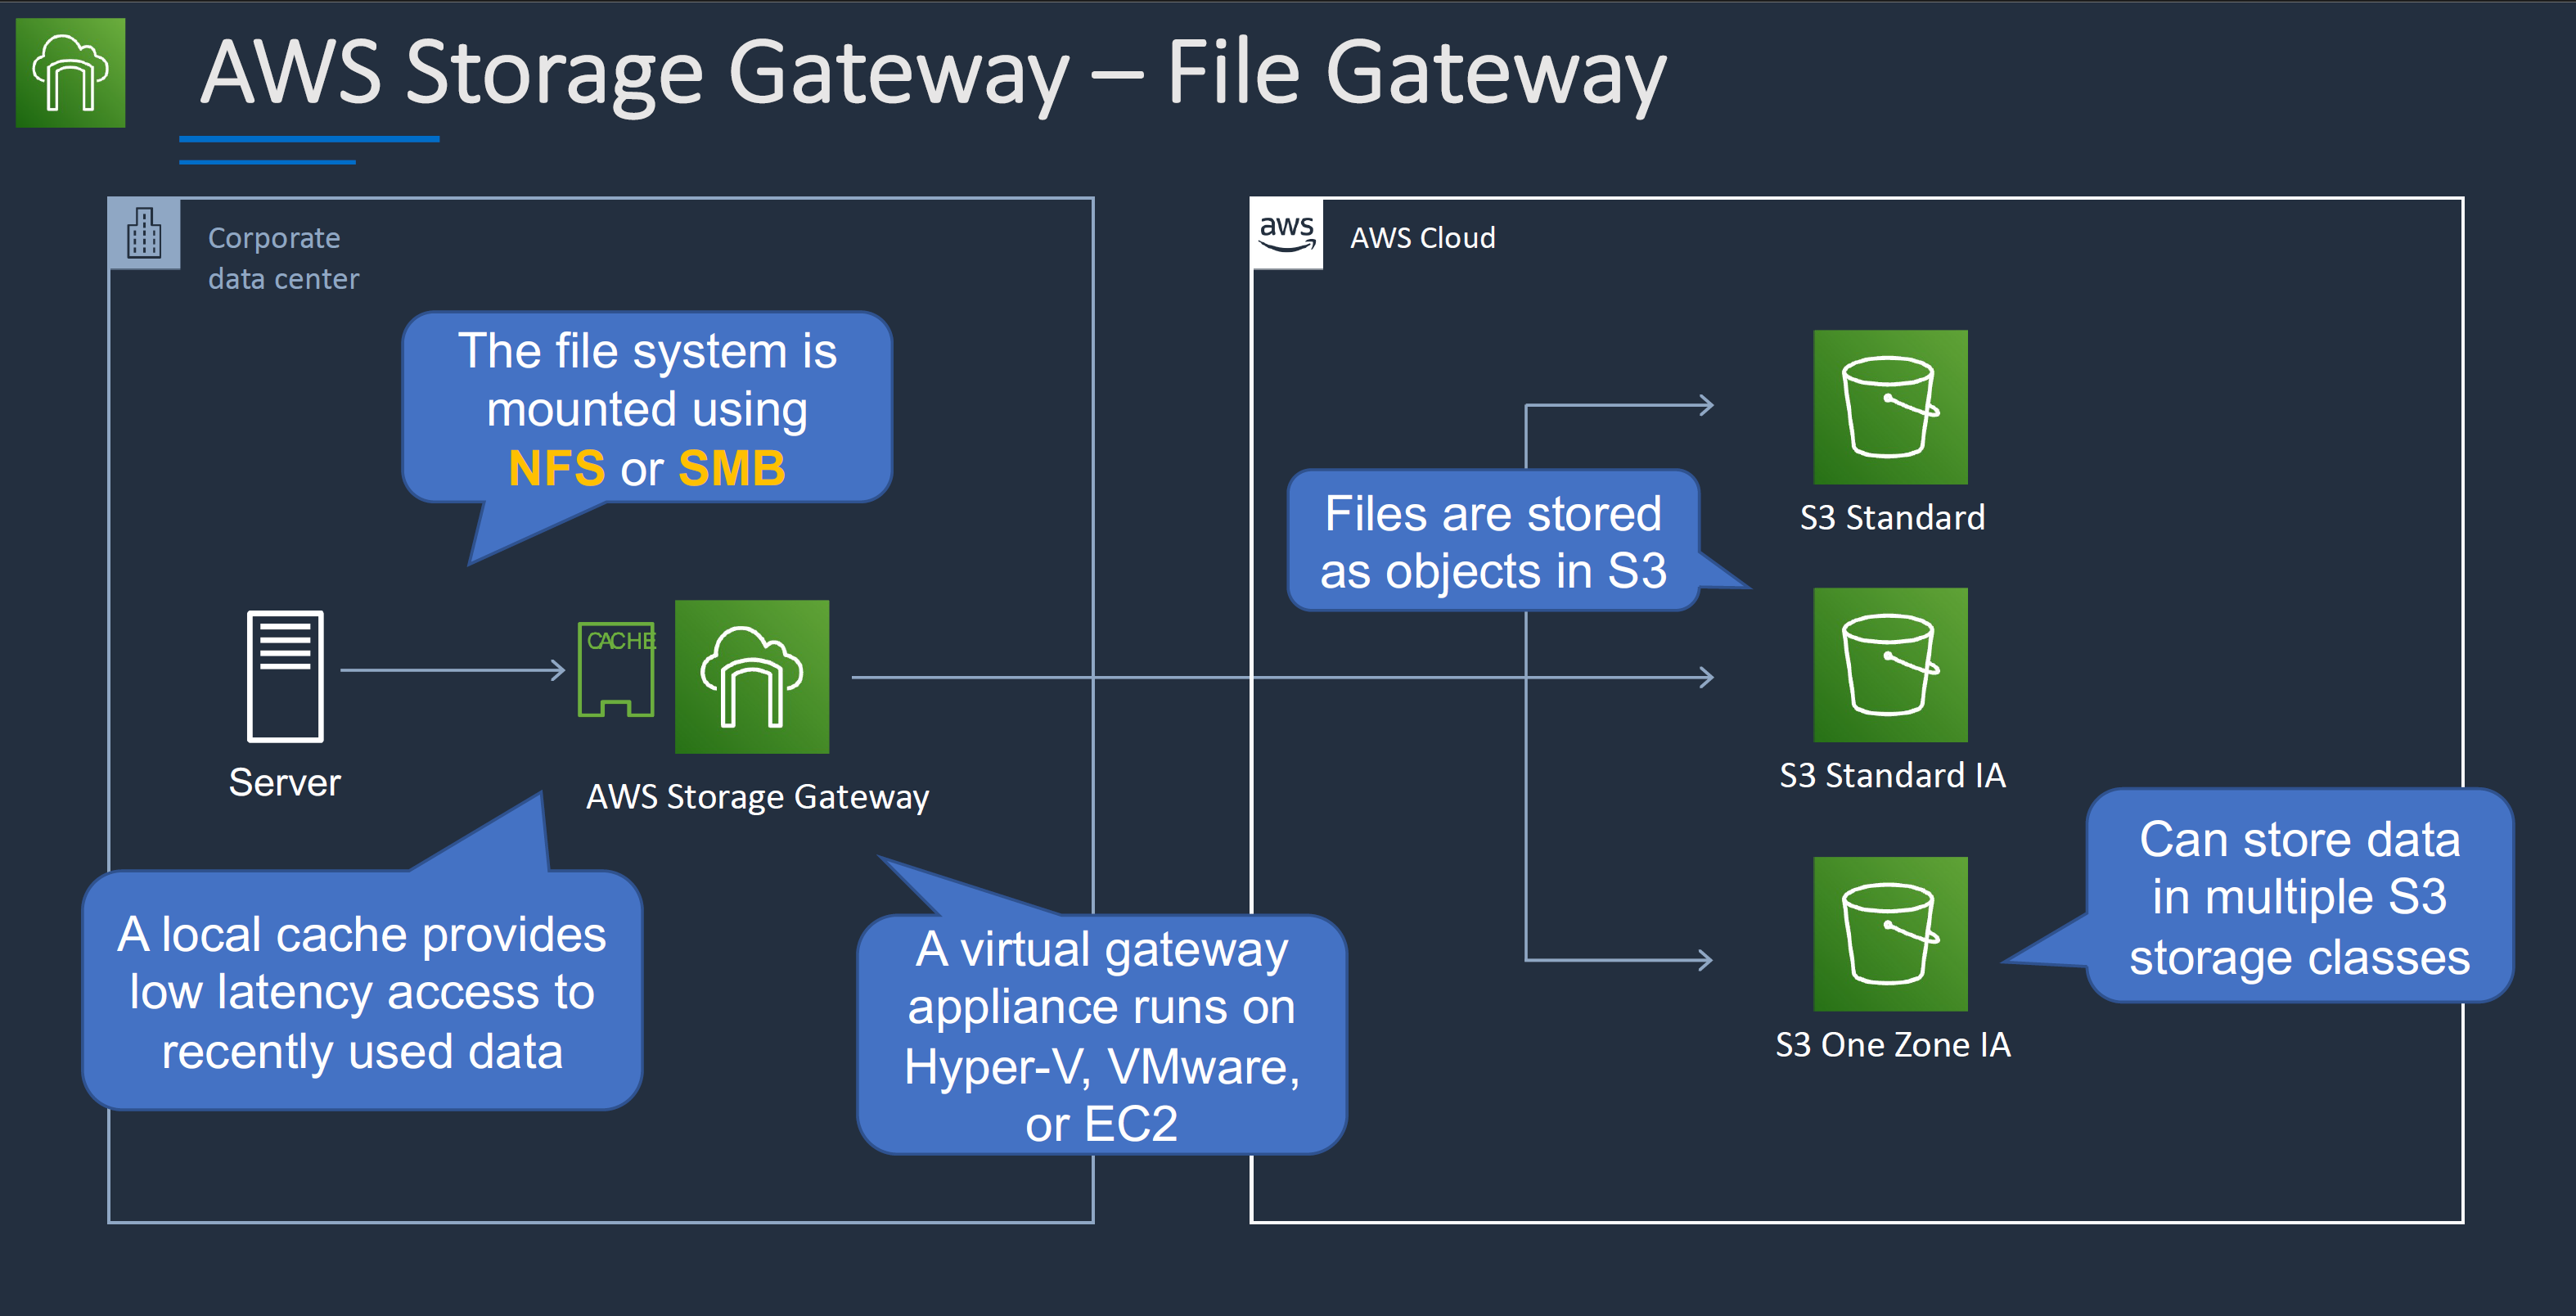 AWS Storage Gateway – File Gateway
Corporate
data center
The file system is
mounted using
NFS or SMB
Server
CACHE
AWS Storage Gateway
A local cache provides
low latency access to
recently used data
A virtual gateway
appliance runs on
Hyper-V, VMware,
or EC2
aws
AWS Cloud
Files are stored
as objects in S3
S3 Standard
S3 Standard IA
S3 One Zone IA
Can store data
in multiple S3
storage classes